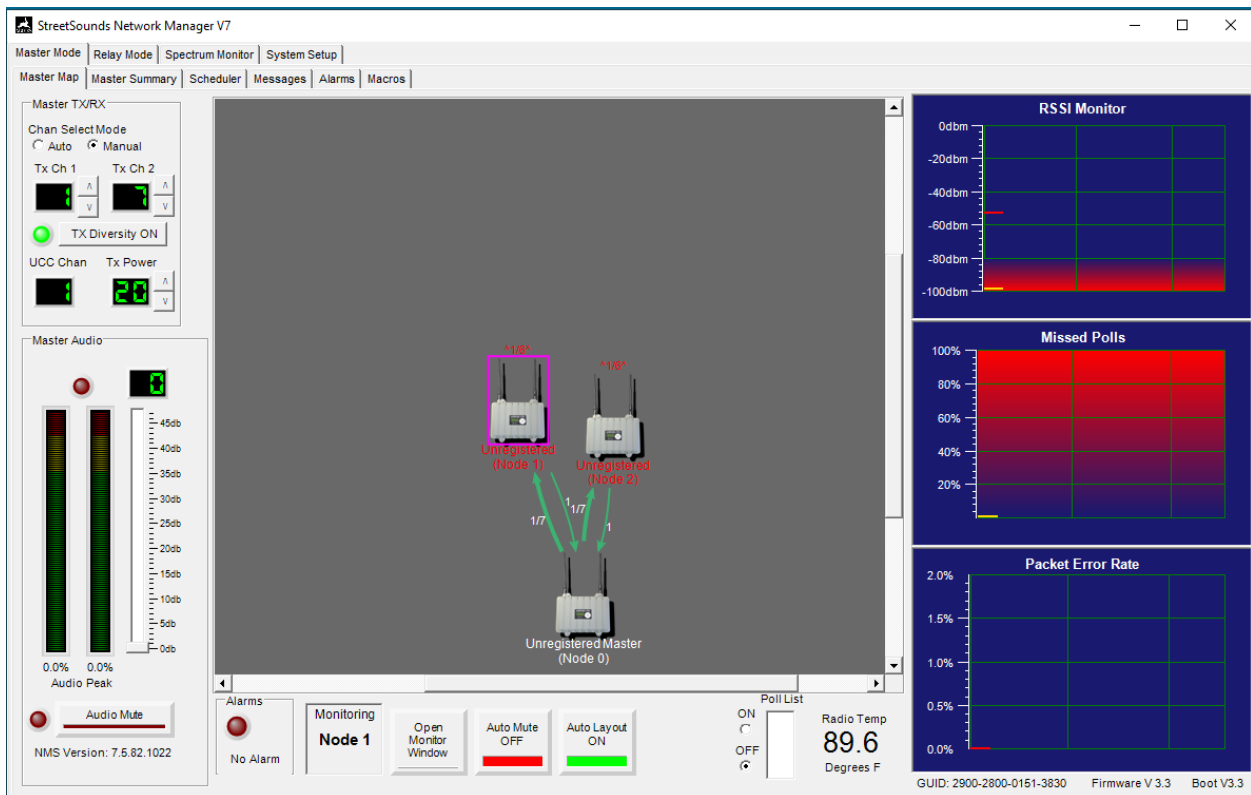 StreetSounds Network Manager V7
Master Mode Relay Mode Spectrum Monitor System Setup
Master Map Master Summary Scheduler Messages Alarms Macros
Master TX/RX
Chan Select Mode
Auto Manual
Tx Ch 1 Tx Ch 2
1 7
TX Diversity ON
UCC Chan Tx Power
1 20
Master Audio
0
45db
40db
35db
30db
25db
20db
15db
10db
5db
0db
0.0% 0.0%
Audio Peak
Audio Mute
NMS Version: 7.5.82.1022
^1/6^
^1/6^
Unregistered
(Node 1)
Unregistered
(Node 2)
1/7
1
1/7
1
Unregistered Master
(Node 0)
Alarms
No Alarm
Monitoring
Node 1
Open
Monitor
Window
Auto Mute
OFF
Auto Layout
ON
Poll List
ON
OFF
Radio Temp
89.6
Degrees F
RSSI Monitor
0dbm
-20dbm
-40dbm
-60dbm
-80dbm
-100dbm
Missed Polls
100%
80%
60%
40%
20%
Packet Error Rate
2.0%
1.5%
1.0%
0.5%
0.0%
GUID: 2900-2800-0151-3830 Firmware V 3.3 Boot V3.3